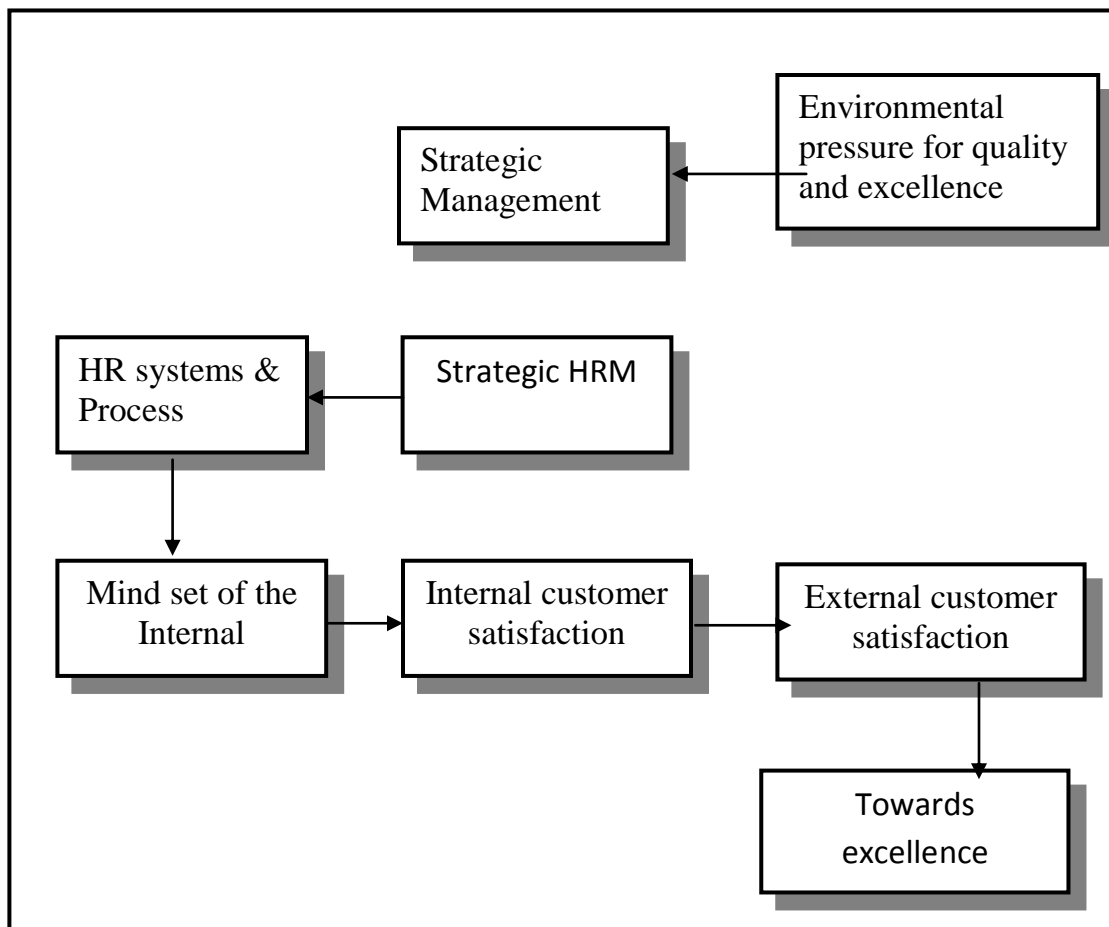 Environmental
pressure for quality
and excellence
Strategic
Management
HR systems &
Process
Strategic HRM
Mind set of the
Internal
Internal customer
satisfaction
External customer
satisfaction
Towards
excellence